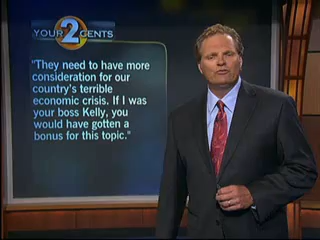 YOUR 2 CENTS
"They need to have more
consideration for our
country's terrible
economic crisis. If I was
your boss Kelly, you
would have gotten a
bonus for this topic."